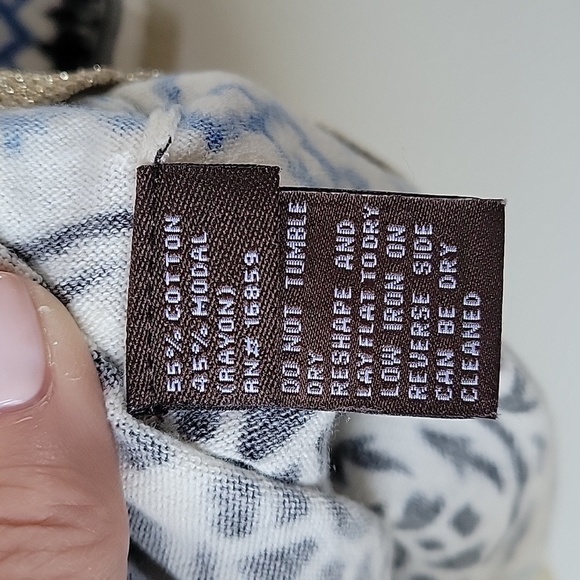 55% COTTON
45% MODAL
(RAYON)
RN# 16859
DO NOT TUMBLE
DRY
RESHAPE AND
LAY FLAT TO DRY
LOW IRON ON
REVERSE SIDE
CAN BE DRY
CLEANED